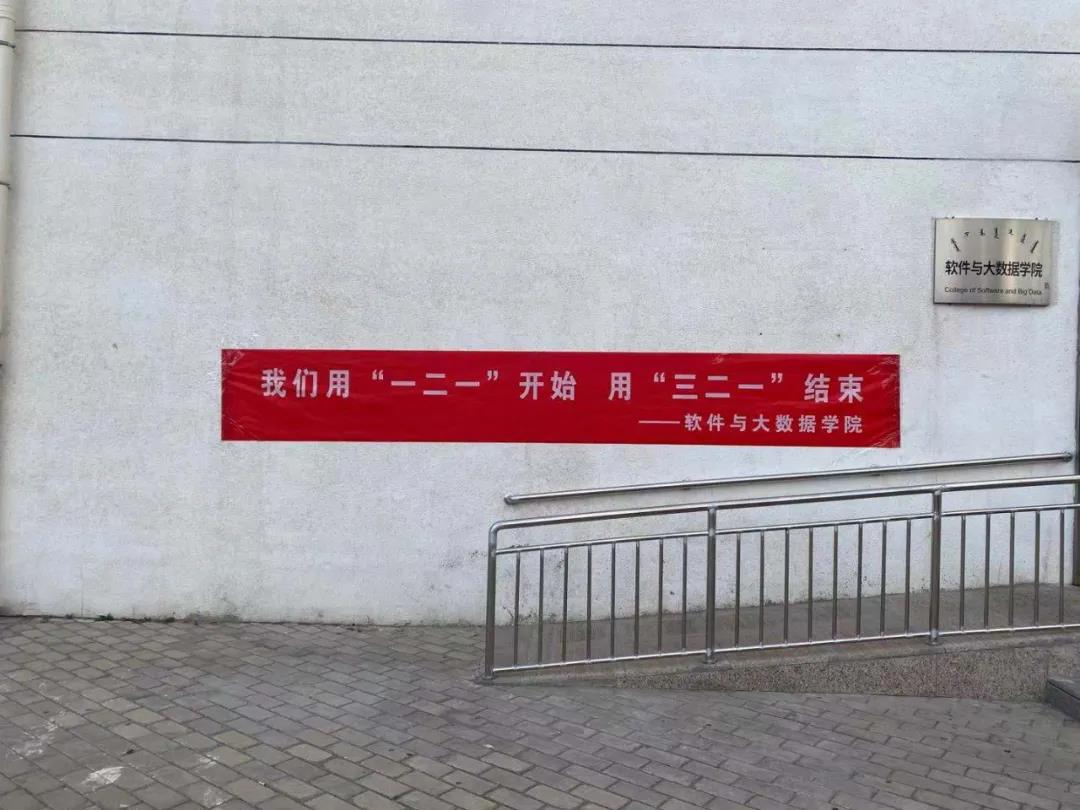 我们用“一二一”开始 用“三二一”结束
——软件与大数据学院
软件与大数据学院
College of Software and Big Data